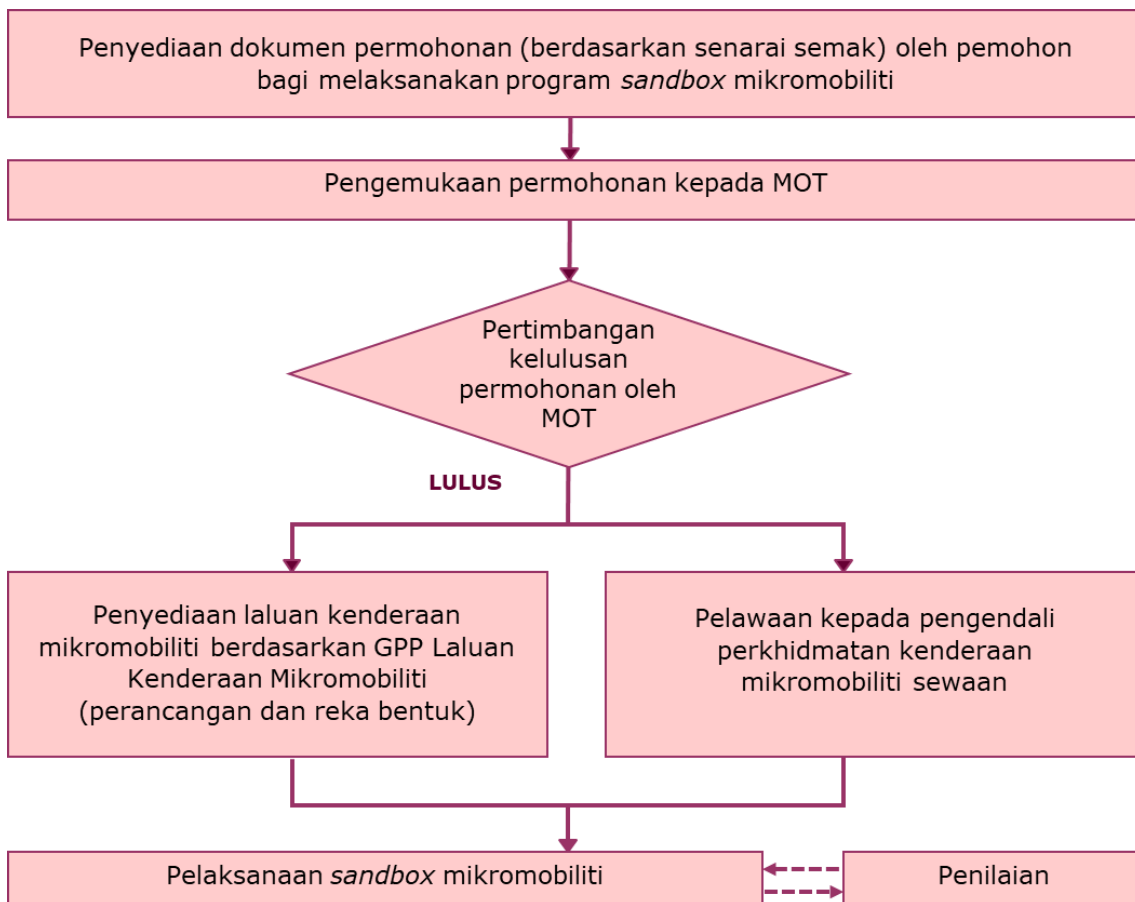 Penyediaan dokumen permohonan (berdasarkan senarai semak) oleh pemohon
bagi melaksanakan program sandbox mikromobiliti
Pengemukaan permohonan kepada MOT
Pertimbangan
kelulusan
permohonan oleh
MOT
LULUS
Penyediaan laluan kenderaan
mikromobiliti berdasarkan GPP Laluan
Kenderaan Mikromobiliti
(perancangan dan reka bentuk)
Pelawaan kepada pengendali
perkhidmatan kenderaan
mikromobiliti sewaan
Pelaksanaan sandbox mikromobiliti
Penilaian